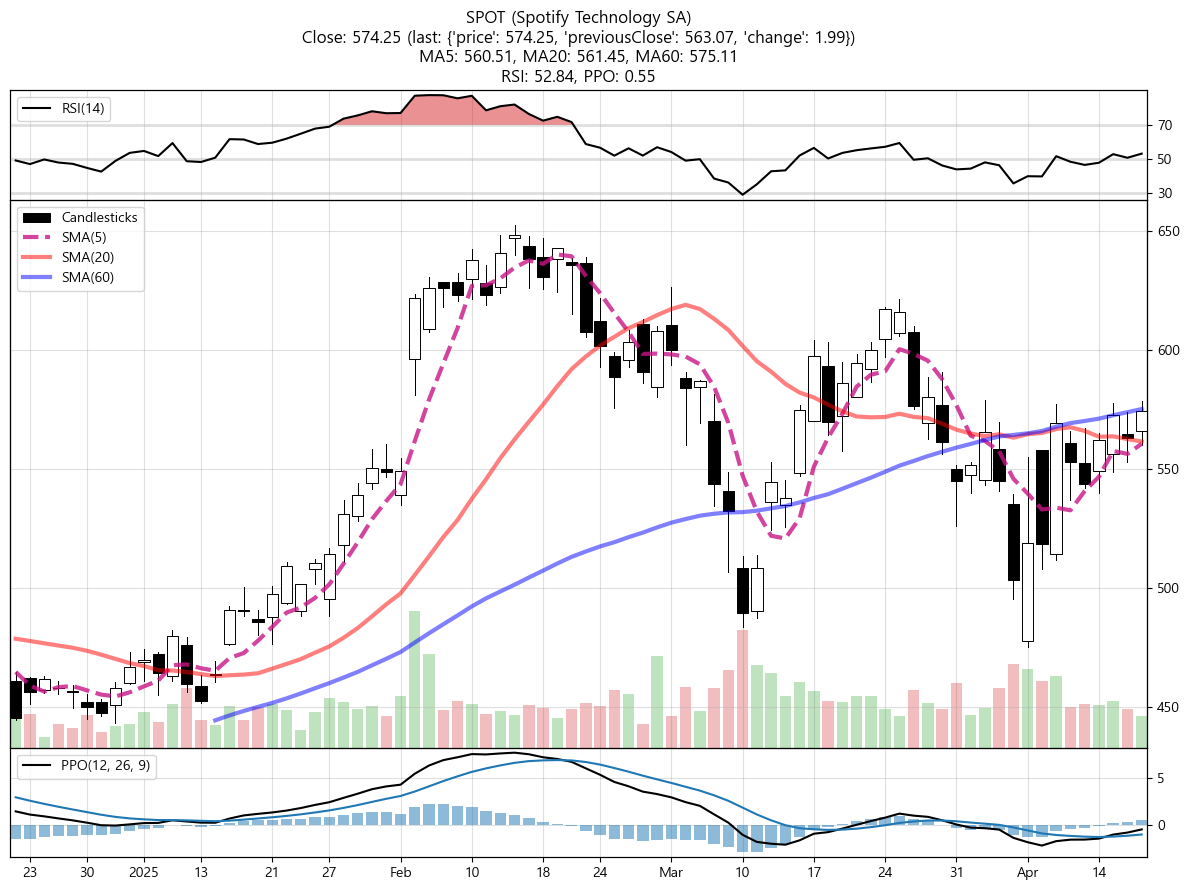 SPOT (Spotify Technology SA)
Close: 574.25 (last: {'price': 574.25, 'previousClose': 563.07, 'change': 1.99})
MA5: 560.51, MA20: 561.45, MA60: 575.11
RSI: 52.84, PPO: 0.55
RSI(14)
70
50
30
Candlesticks
SMA(5)
SMA(20)
SMA(60)
650
600
550
500
450
PPO(12, 26, 9)
5
0
23 30 2025 13 21 27 Feb 10 18 24 Mar 10 17 24 31 Apr 14